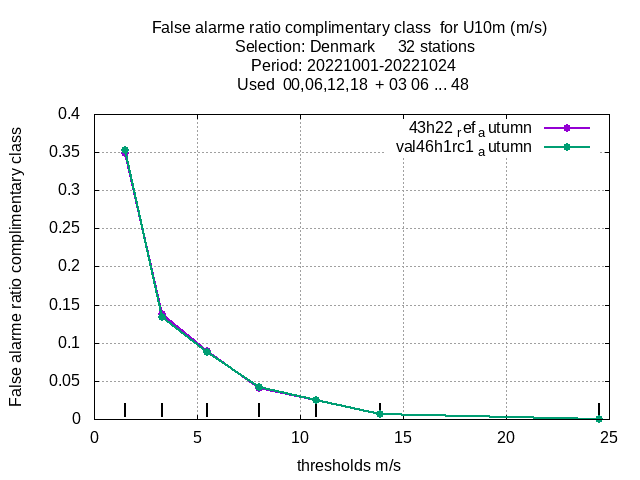 False alarme ratio complimentary class  for U10m (m/s)
Selection: Denmark     32 stations
Period: 20221001-20221024
Used  00,06,12,18  + 03 06 ... 48
False alarme ratio complimentary class
0.4
0.35
0.3
0.25
0.2
0.15
0.1
0.05
0
43h22 ref autumn
val46h1rc1 autumn
0 5 10 15 20 25
thresholds m/s